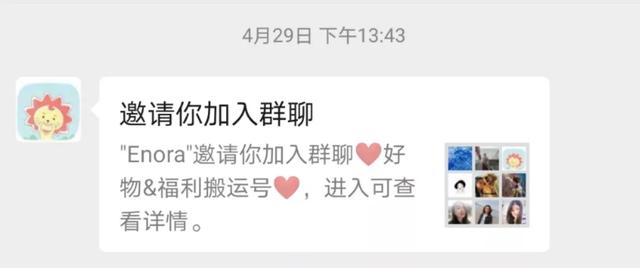 4月29日 下午13:43
邀请你加入群聊
"Enora"邀请你加入群聊❤好
物&福利搬运号❤，进入可查
看详情。